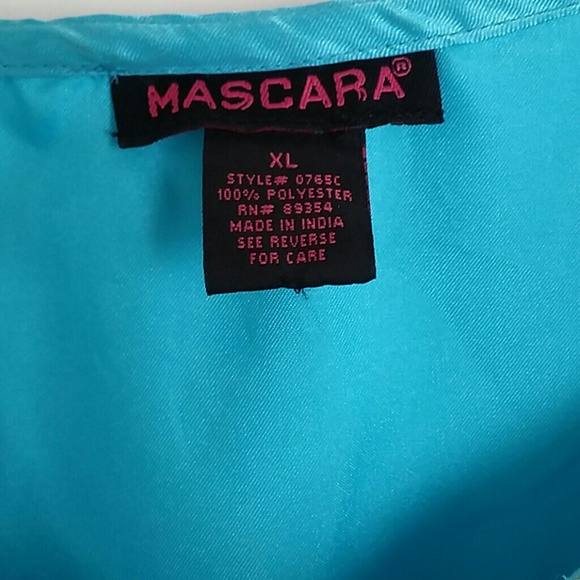 MASCARA®
XL
STYLE# 0765C
100% POLYESTER
RN# 89354
MADE IN INDIA
SEE REVERSE
FOR CARE